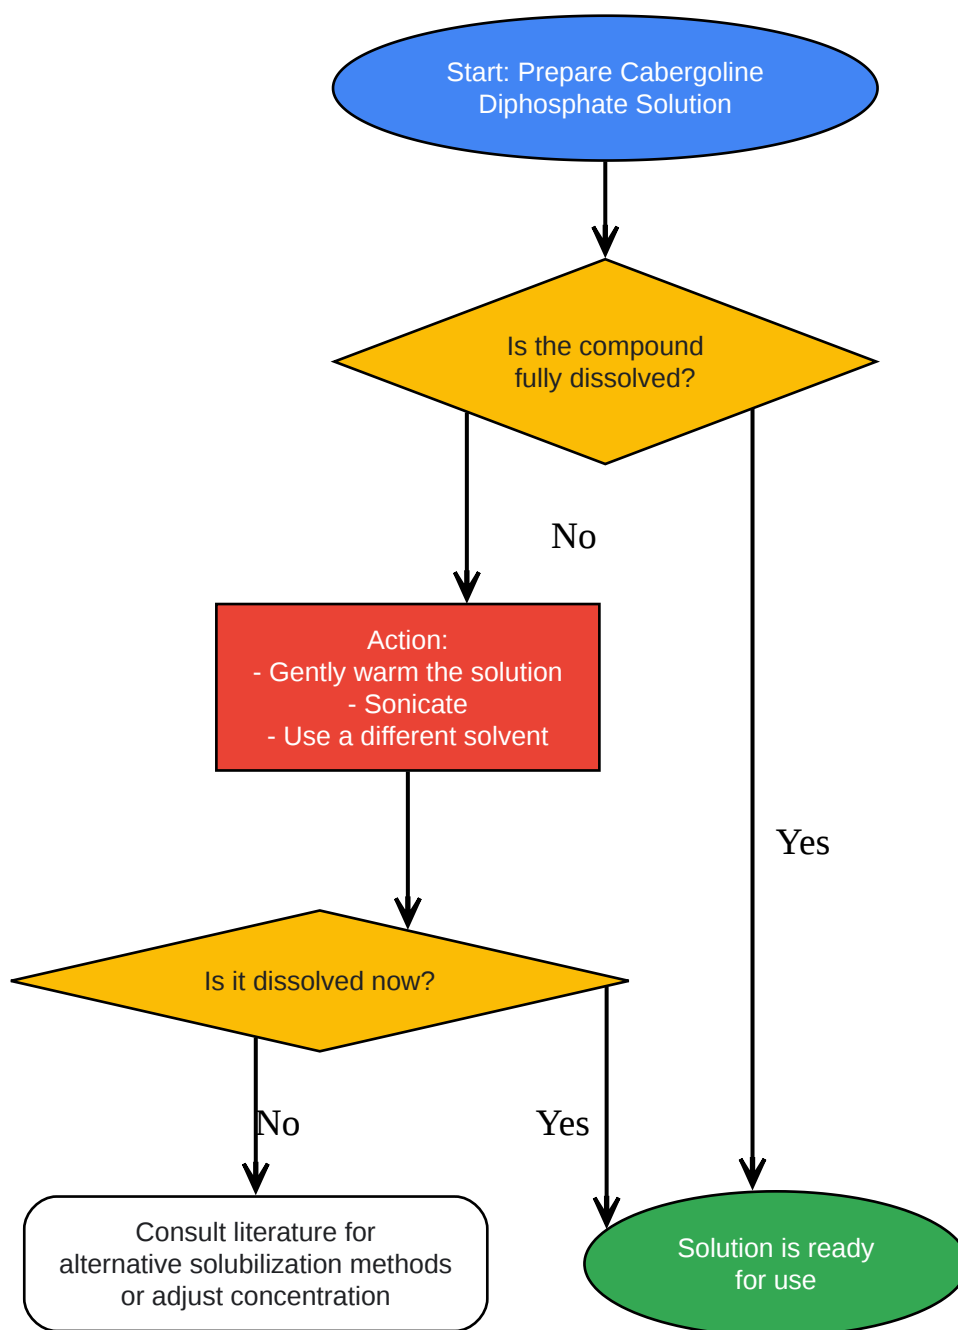 Start: Prepare Cabergoline
Diphosphate Solution
Is the compound
fully dissolved?
No
Action:
- Gently warm the solution
- Sonicate
- Use a different solvent
Yes
Is it dissolved now?
No
Yes
Consult literature for
alternative solubilization methods
or adjust concentration
Solution is ready
for use